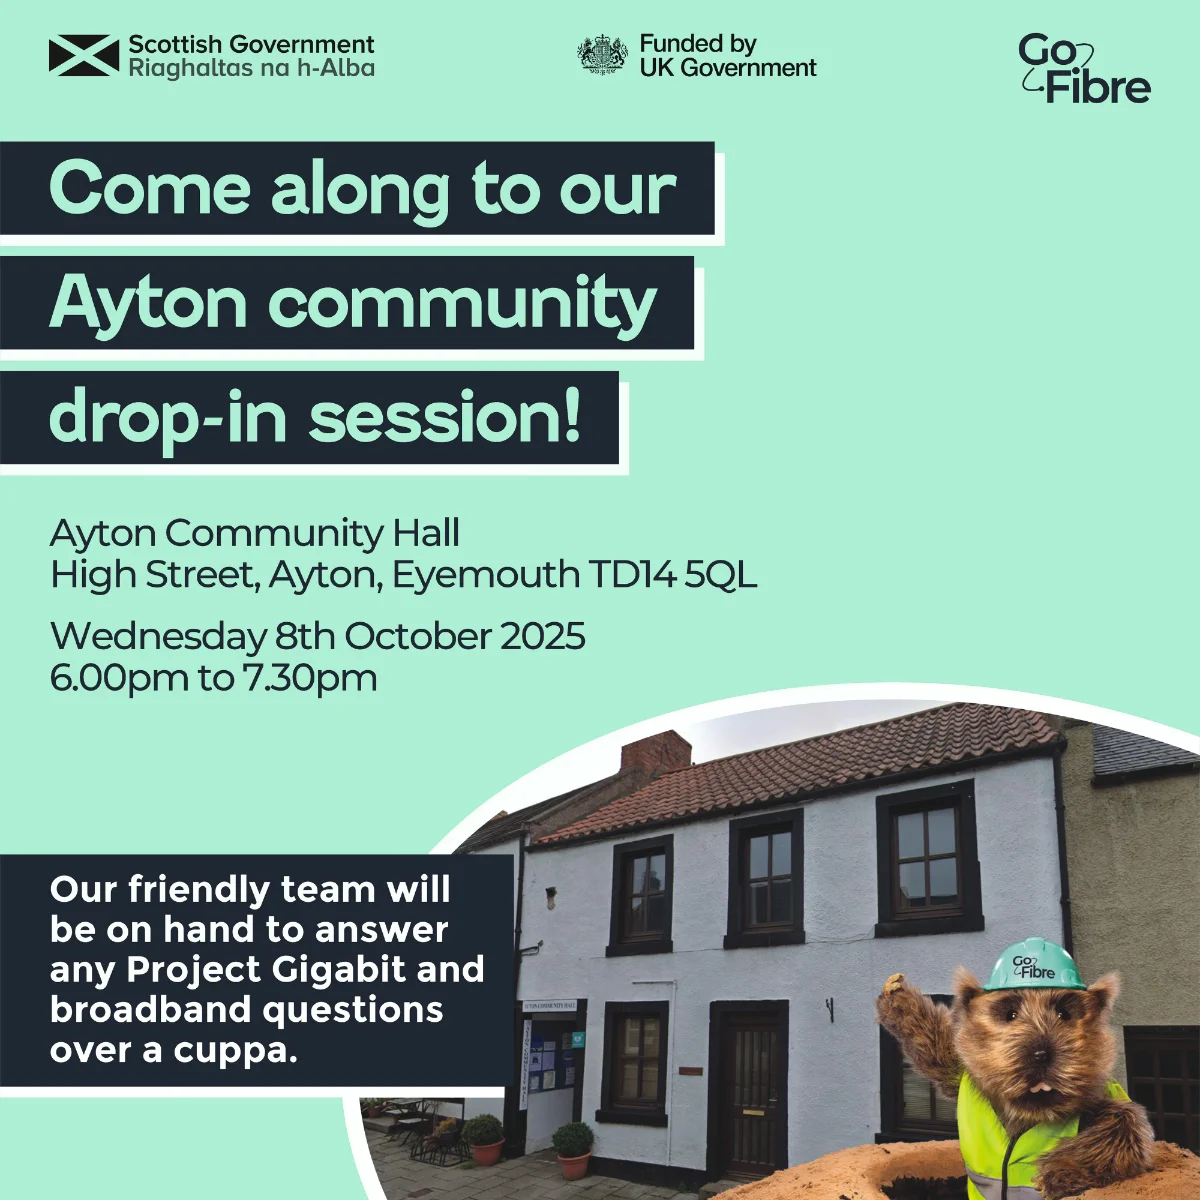 Scottish Government
Riaghaltas na h-Alba
Funded by
UK Government
Go
Fibre
Come along to our
Ayton community
drop-in session!
Ayton Community Hall
High Street, Ayton, Eyemouth TD14 5QL
Wednesday 8th October 2025
6.00pm to 7.30pm
Our friendly team will
be on hand to answer
any Project Gigabit and
broadband questions
over a cuppa.
AYTON COMMUNITY HALL
Go
Fibre